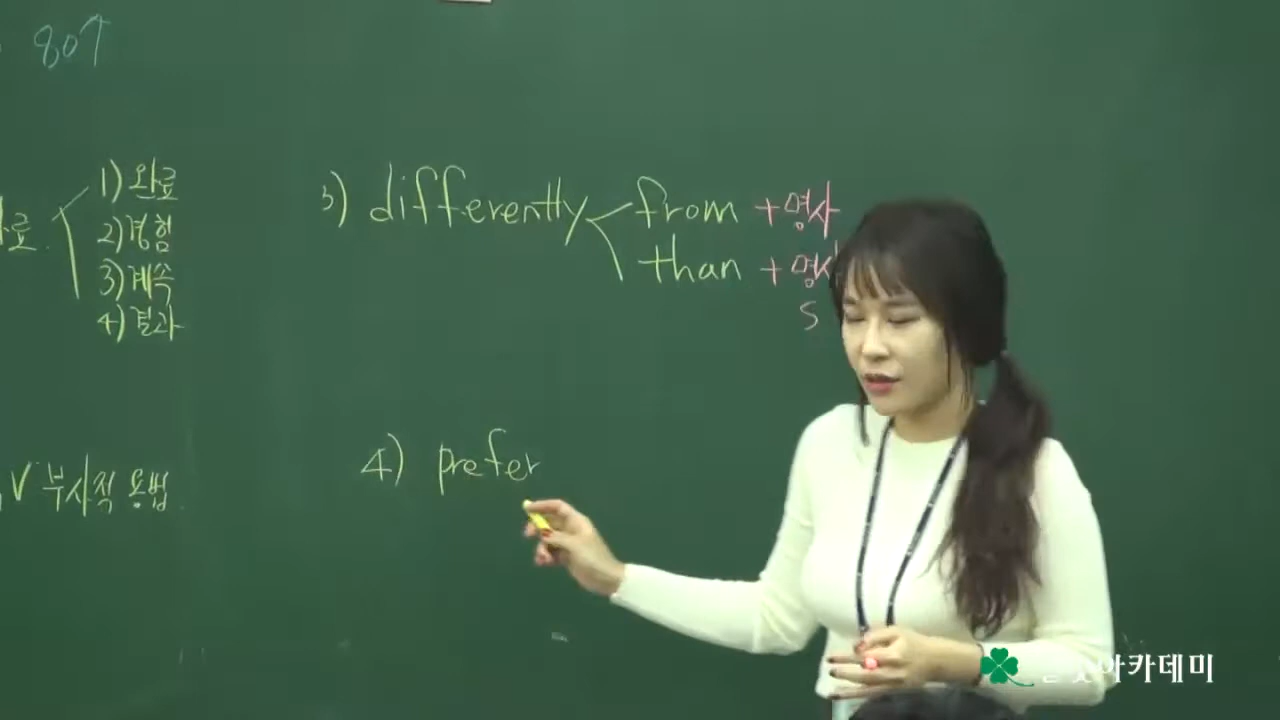 807
1) 완료
2) 경험
3) 계속
4) 결과
V 부사적 용법
3) differently from + 명사
than + 명사
S
4) prefer
아카데미